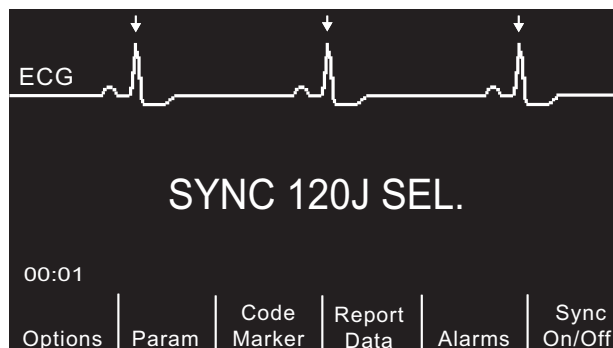 ECG
SYNC 120J SEL.
00:01
Options
Param
Code
Marker
Report
Data
Alarms
Sync
On/Off